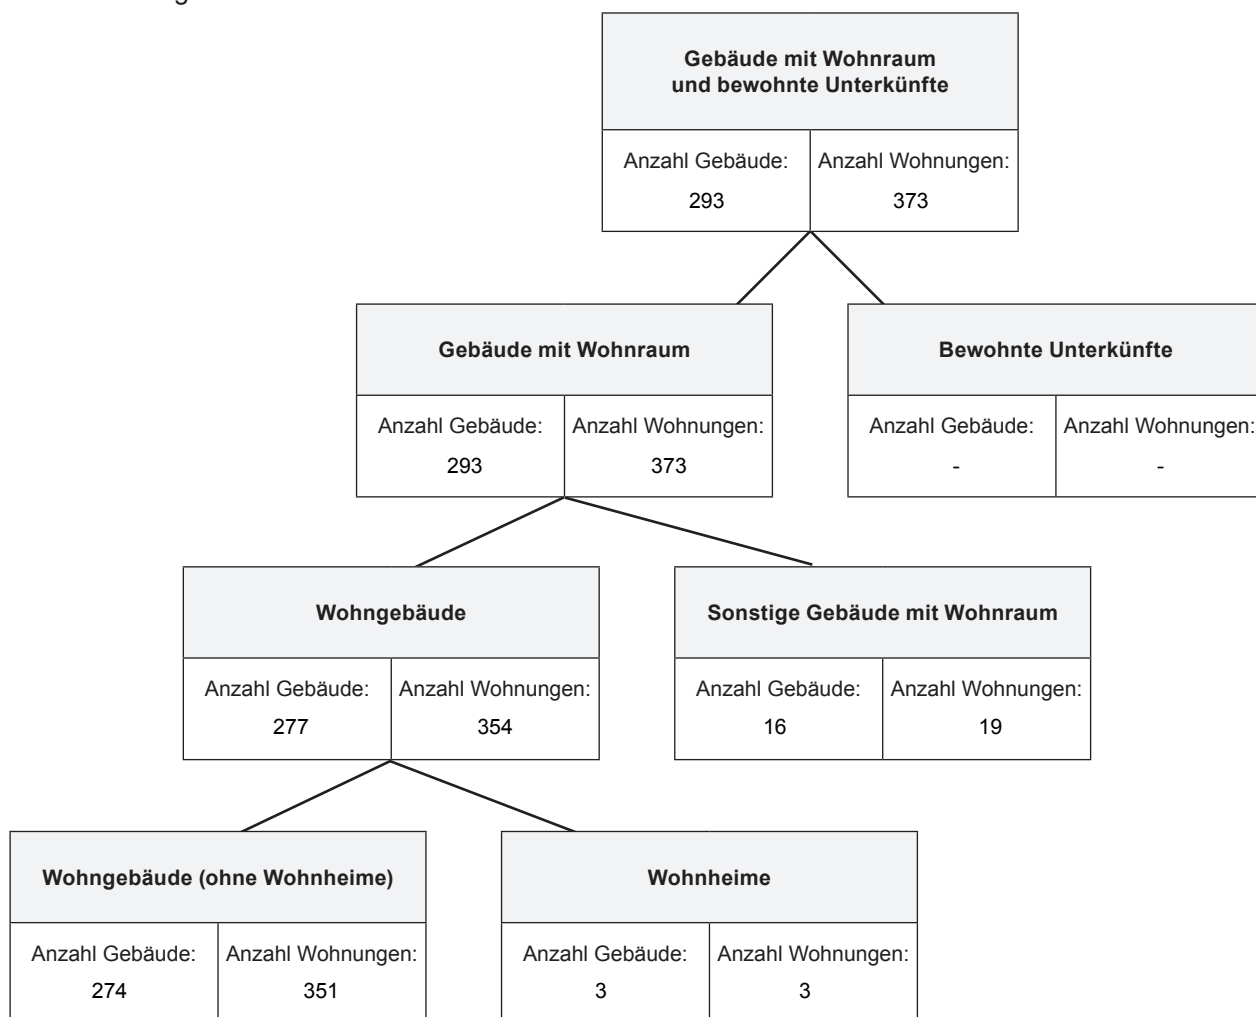 Gebäude mit Wohnraum
und bewohnte Unterkünfte
Anzahl Gebäude: Anzahl Wohnungen:
293 373
Gebäude mit Wohnraum Bewohnte Unterkünfte
Anzahl Gebäude: Anzahl Wohnungen: Anzahl Gebäude: Anzahl Wohnungen:
293 373 - -
Wohngebäude Sonstige Gebäude mit Wohnraum
Anzahl Gebäude: Anzahl Wohnungen: Anzahl Gebäude: Anzahl Wohnungen:
277 354 16 19
Wohngebäude (ohne Wohnheime) Wohnheime
Anzahl Gebäude: Anzahl Wohnungen: Anzahl Gebäude: Anzahl Wohnungen:
274 351 3 3